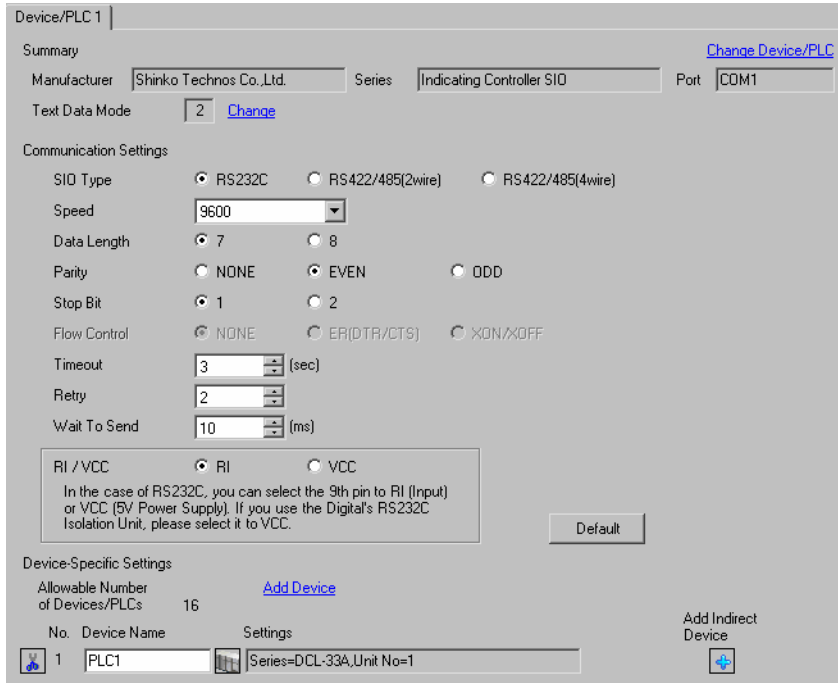 Device/PLC 1
Summary
Change Device/PLC
Manufacturer Shinko Technos Co.,Ltd. Series Indicating Controller SIO Port COM1
Text Data Mode 2 Change
Communication Settings
SIO Type RS232C RS422/485(2wire) RS422/485(4wire)
Speed 9600
Data Length 7 8
Parity NONE EVEN ODD
Stop Bit 1 2
Flow Control NONE ER(DTR/CTS) XON/XOFF
Timeout 3 (sec)
Retry 2
Wait To Send 10 (ms)
RI / VCC RI VCC
In the case of RS232C, you can select the 9th pin to RI (Input)
or VCC (5V Power Supply). If you use the Digital's RS232C
Isolation Unit, please select it to VCC.
Default
Device-Specific Settings
Allowable Number
of Devices/PLCs 16
Add Device
Add Indirect
Device
No. Device Name Settings
1 PLC1 Series=DCL-33A,Unit No=1